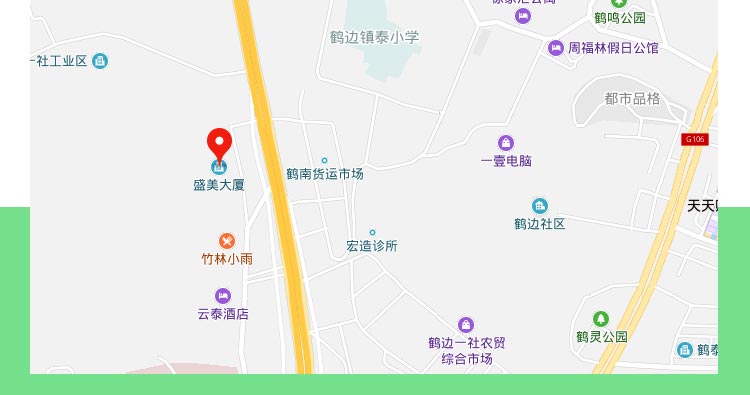 鹤鸣公园
鹤边镇泰小学
周福林假日公馆
一社工业区
都市品格
G106
一壹电脑
鹤南货运市场
盛美大厦
天天
鹤边社区
宏造诊所
竹林小雨
云泰酒店
鹤边一社农贸
综合市场
鹤灵公园
鹤泰